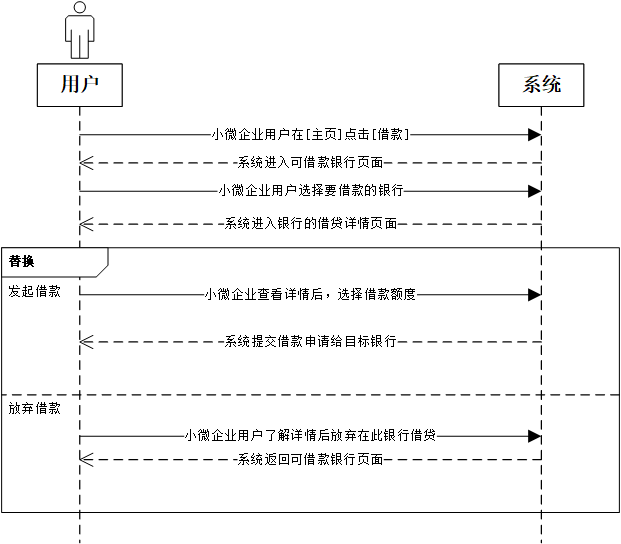 用户
系统
小微企业用户在[主页]点击[借款]
系统进入可借款银行页面
小微企业用户选择要借款的银行
系统进入银行的借贷详情页面
替换
发起借款
小微企业查看详情后，选择借款额度
系统提交借款申请给目标银行
放弃借款
小微企业用户了解详情后放弃在此银行借贷
系统返回可借款银行页面